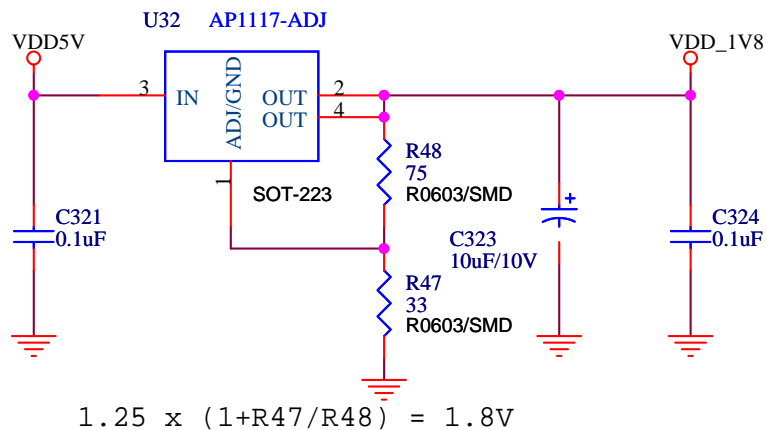 U32 AP1117-ADJ
VDD5V
VDD_1V8
3
IN
ADJ/GND
OUT
2
OUT
4
1
SOT-223
R48
75
R0603/SMD
C321
0.1uF
C323
10uF/10V
+
C324
0.1uF
R47
33
R0603/SMD
1.25 x (1+R47/R48) = 1.8V